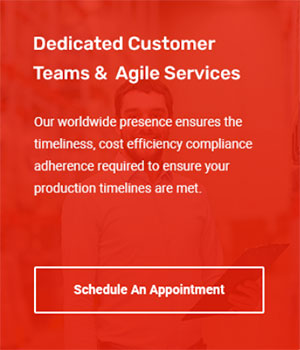 Dedicated Customer
Teams & Agile Services
Our worldwide presence ensures the
timeliness, cost efficiency compliance
adherence required to ensure your
production timelines are met.
Schedule An Appointment